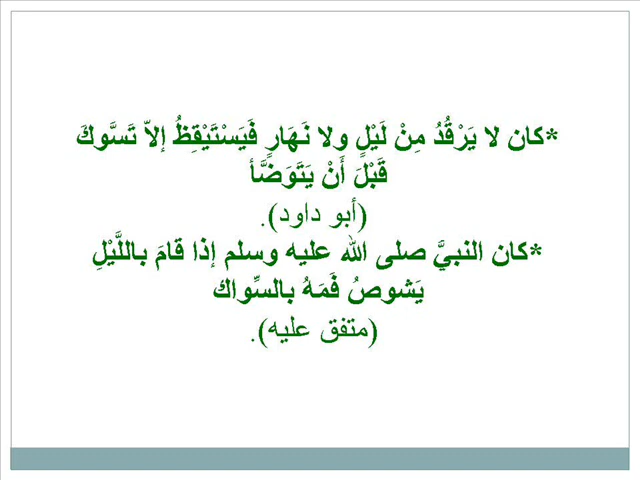 *كان لا يَرْقُدُ مِنْ لَيْلٍ ولا نَهَارٍ فَيَسْتَيْقِظُ إلاّ تَسَّوكَ
قَبْلَ أَنْ يَتَوَضَّأ
(أبو داود).
*كان النبيَّ صلى الله عليه وسلم إذا قامَ باللَّيْلِ
يَشوصُ فَمَهُ بالسِّواك
(متفق عليه).